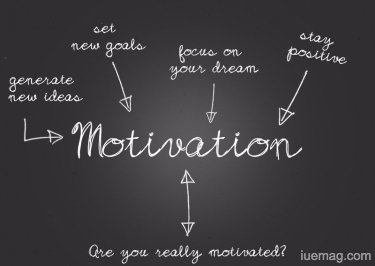 set
new goals
focus on
your dream
stay
positive
generate
new ideas
Motivation
Are you really motivated?
iuemag.com